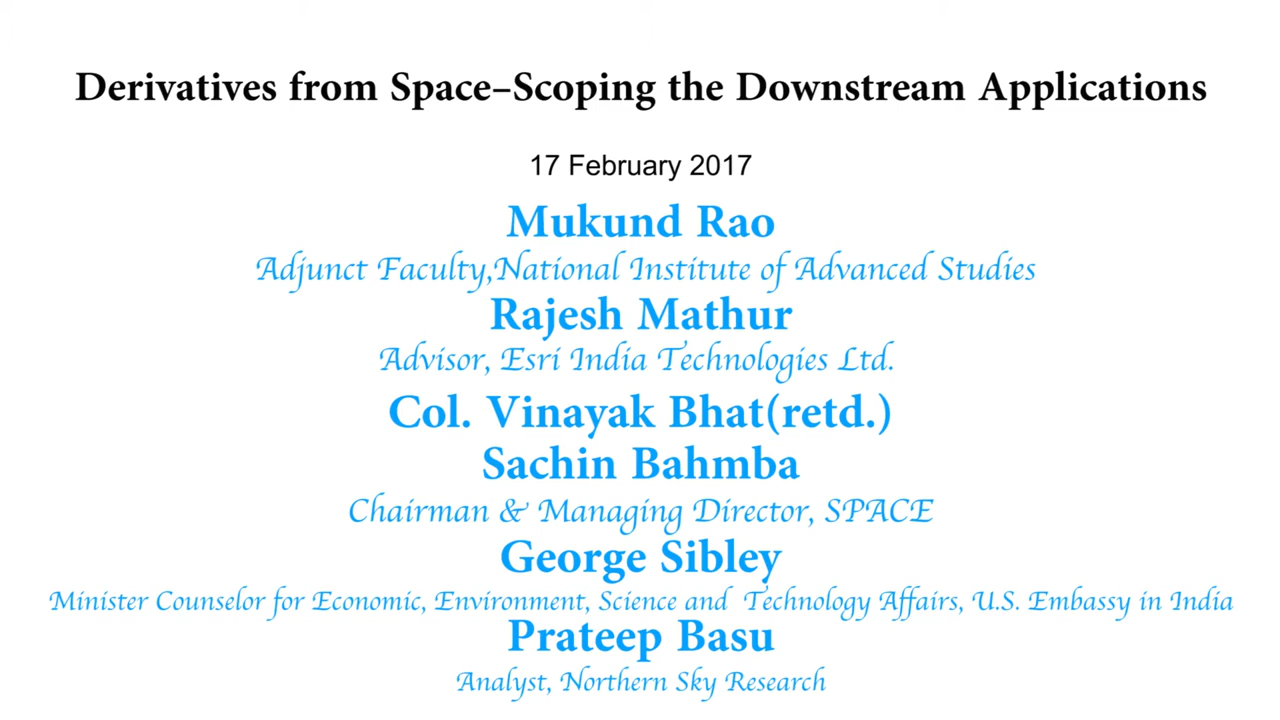 Derivatives from Space–Scoping the Downstream Applications
17 February 2017
Mukund Rao
Adjunct Faculty,National Institute of Advanced Studies
Rajesh Mathur
Advisor, Esri India Technologies Ltd.
Col. Vinayak Bhat(retd.)
Sachin Bahmba
Chairman & Managing Director, SPACE
George Sibley
Minister Counselor for Economic, Environment, Science and Technology Affairs, U.S. Embassy in India
Prateep Basu
Analyst, Northern Sky Research